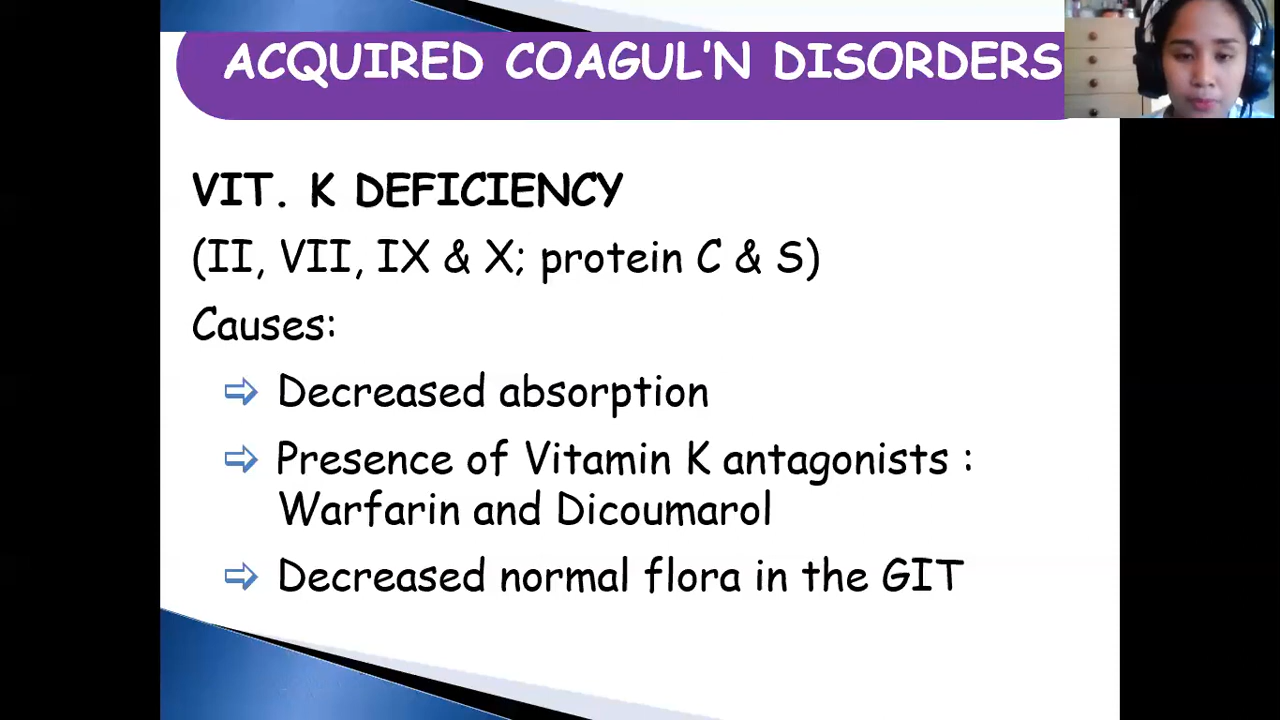 ACQUIRED COAGUL'N DISORDERS
VIT. K DEFICIENCY
(II, VII, IX & X; protein C & S)
Causes:
Decreased absorption
Presence of Vitamin K antagonists :
Warfarin and Dicoumarol
Decreased normal flora in the GIT